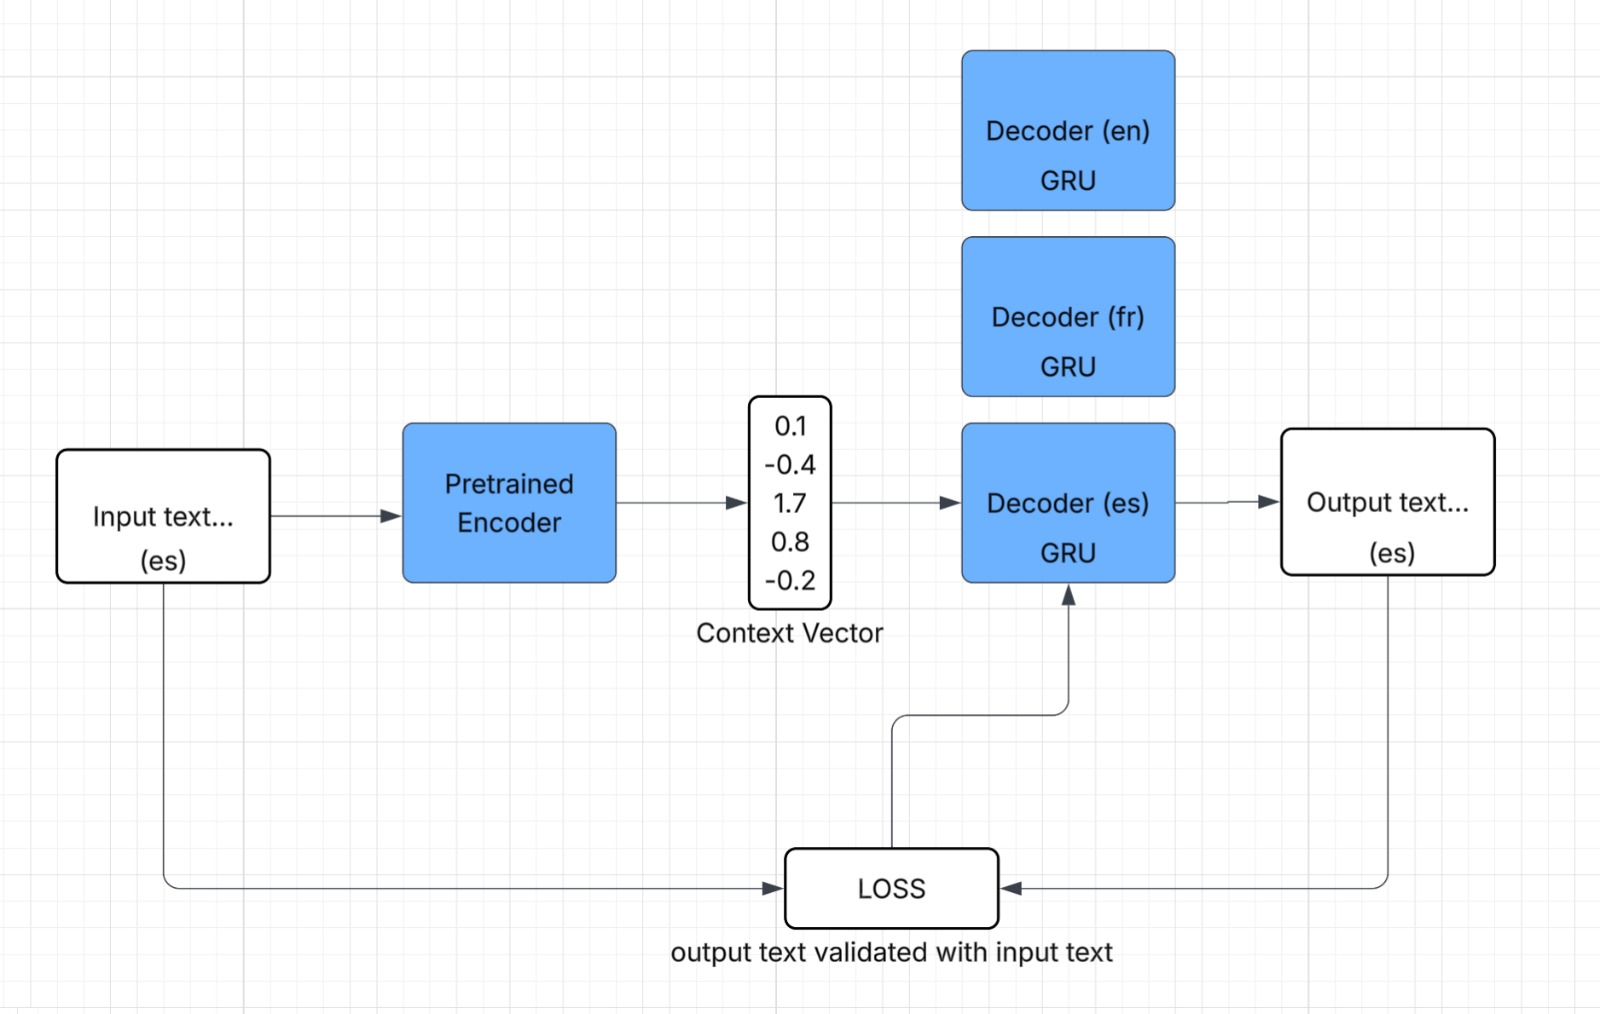 Decoder (en)
GRU
Decoder (fr)
GRU
Input text...
(es)
Pretrained
Encoder
0.1
-0.4
1.7
0.8
-0.2
Context Vector
Decoder (es)
GRU
Output text...
(es)
LOSS
output text validated with input text